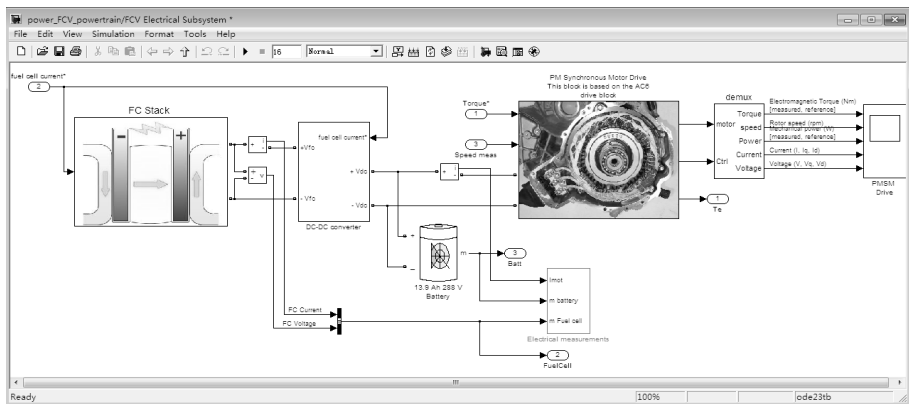 power_FCV_powertrain/FCV Electrical Subsystem *
File Edit View Simulation Format Tools Help
16 Normal
fuel cell current*
2
FC Stack
+ Vfc
- Vfc
fuel cell current*
+ Vdc
- Vdc
DC-DC converter
Torque*
1
3
Speed meas
PM Synchronous Motor Drive
This block is based on the AC6
drive block
demux
motor
Ctrl
Torque
speed
Power
Current
Voltage
Electromagnetic Torque (Nm)
[measured, reference]
Rotor speed (rpm)
Mechanical power (W)
[measured, reference]
Current (I, Iq, Id)
Voltage (V, Vq, Vd)
PMSM
Drive
1
Te
m
13.9 Ah 288 V
Battery
3
Batt
Imot
m battery
m Fuel cell
Electrical measurements
FC Current
FC Voltage
2
FuelCell
Ready
100%
ode23tb